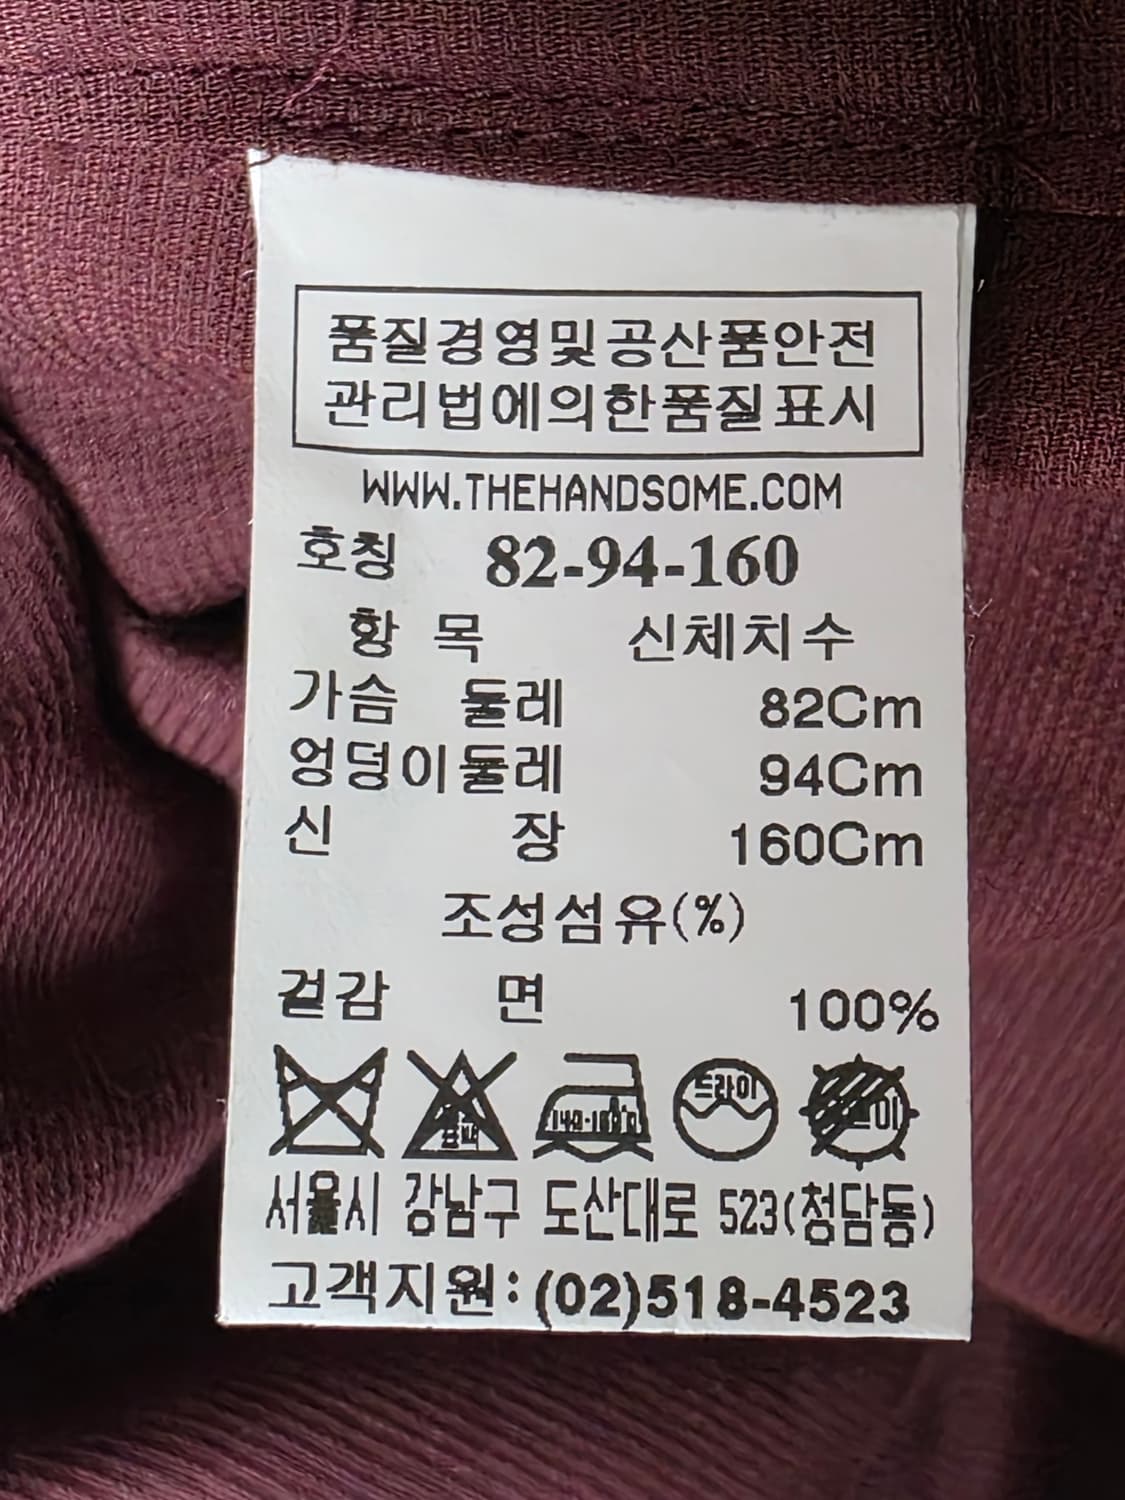 품질경영및공산품안전
관리법에의한품질표시
WWW.THEHANDSOME.COM
호칭 82-94-160
항 목 신체치수
가슴 둘레 82Cm
엉덩이둘레 94Cm
신 장 160Cm
조성섬유(%)
겉감 면 100%
표백 140-160℃ 드라이
서울시 강남구 도산대로 523(청담동)
고객지원:(02)518-4523